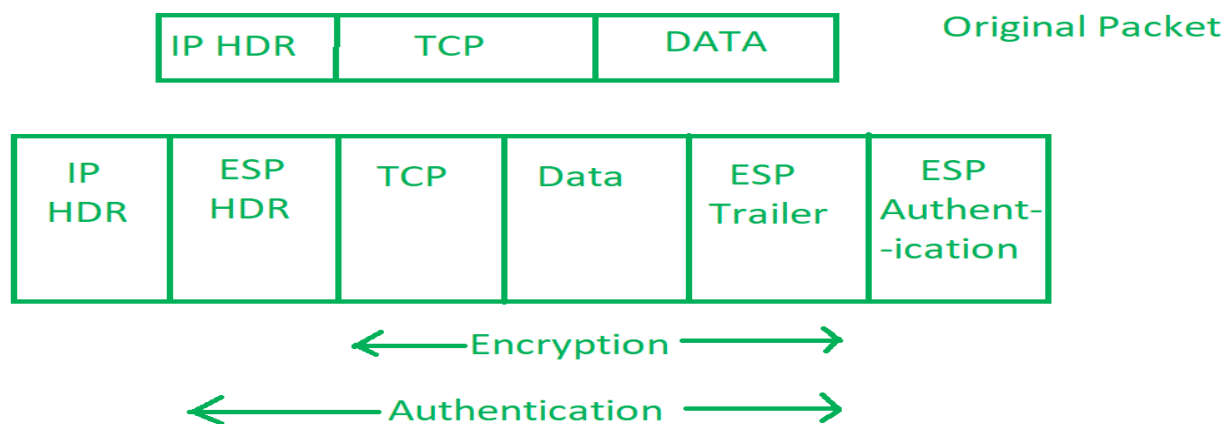 IP HDR TCP DATA Original Packet
IP HDR
ESP HDR
TCP
Data
ESP Trailer
ESP Authent-
-ication
Encryption
Authentication